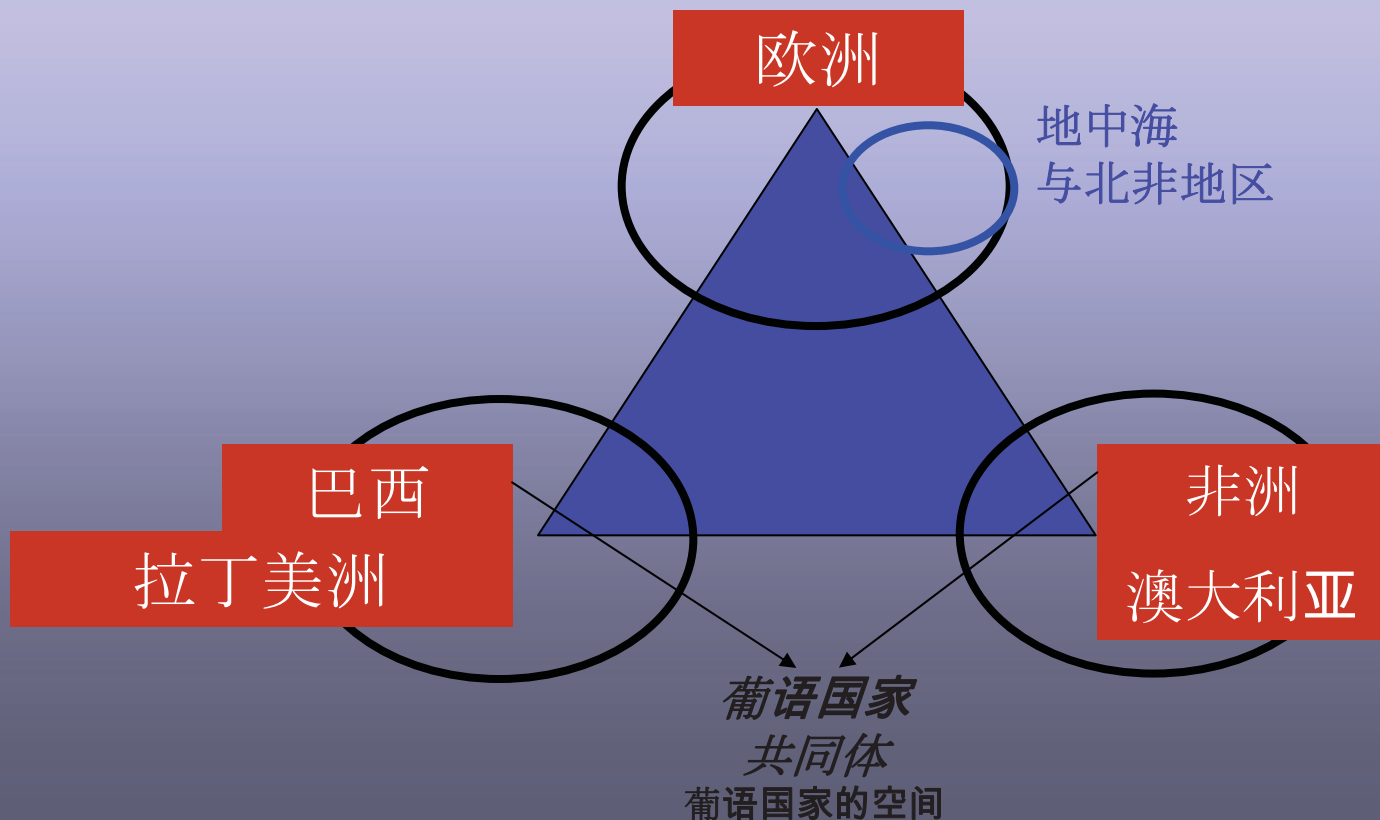 欧洲
地中海
与北非地区
巴西
拉丁美洲
非洲
澳大利亚
葡语国家
共同体
葡语国家的空间